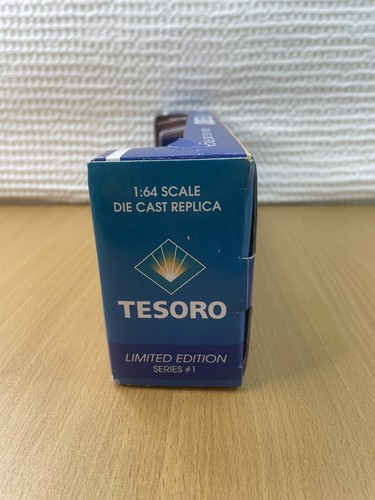 1:64 SCALE
DIE CAST REPLICA
TESORO
LIMITED EDITION
SERIES #1